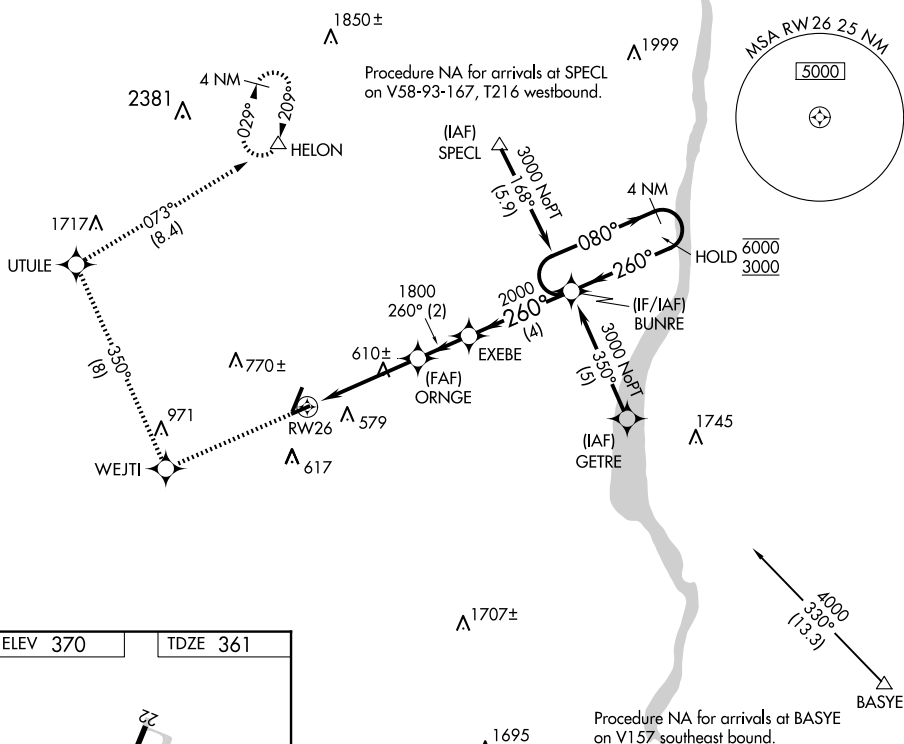 1850 ±
1999
MSA RW26 25 NM
5000
Procedure NA for arrivals at SPECL
on V58-93-167, T216 westbound.
4 NM
2381
029°
209°
HELON
(IAF)
SPECL
3000 NoPT
168°
(5.9)
4 NM
080°
260°
HOLD 6000
3000
1717
073°
(8.4)
UTULE
1800
260° (2)
2000
260°
(4)
(IF/IAF)
BUNRE
EXEBE
350°
(8)
770 ±
610 ±
(FAF)
ORNGE
3000 NoPT
350°
(5)
RW26
579
971
617
WEJTI
(IAF)
GETRE
1745
1707 ±
4000
330°
(13.3)
BASYE
ELEV 370
TDZE 361
22
1695
Procedure NA for arrivals at BASYE
on V157 southeast bound.